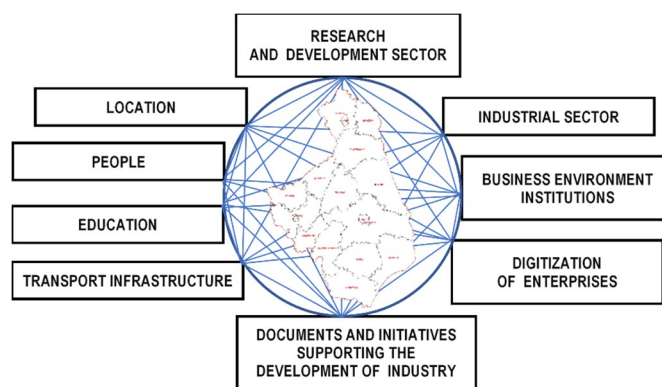 RESEARCH
AND DEVELOPMENT SECTOR
LOCATION
INDUSTRIAL SECTOR
PEOPLE
BUSINESS ENVIRONMENT
INSTITUTIONS
EDUCATION
TRANSPORT INFRASTRUCTURE
DIGITIZATION
OF ENTERPRISES
DOCUMENTS AND INITIATIVES
SUPPORTING THE
DEVELOPMENT OF INDUSTRY